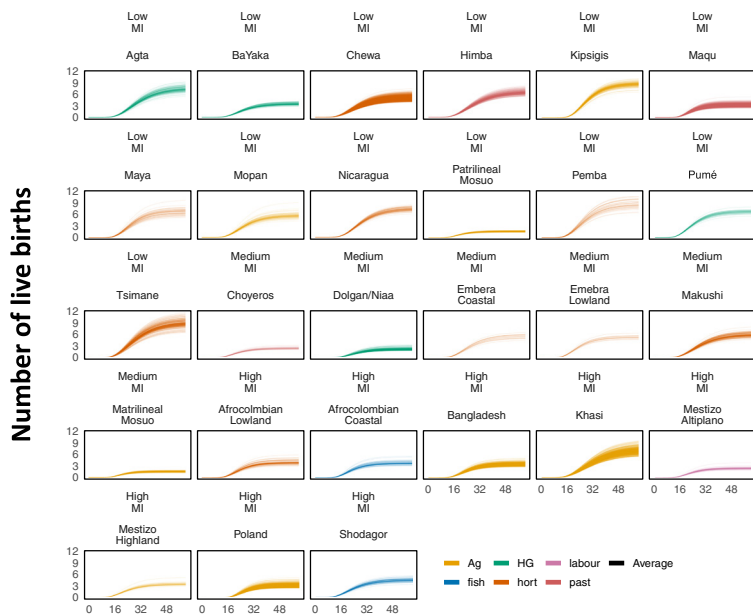 Low Low Low Low Low Low
MI MI MI MI MI MI
Agta BaYaka Chewa Himba Kipsigis Maqu
12
9
6
3
0
Low Low Low Low Low Low
MI MI MI MI MI MI
Maya Mopan Nicaragua Patrilineal Mosuo Pemba Pumé
12
9
6
3
0
Low Medium Medium Medium Medium Medium
MI MI MI MI MI MI
Tsimane Choyeros Dolgan/Niaa Embera Coastal Emebra Lowland Makushi
12
9
6
3
0
Medium High High High High High
MI MI MI MI MI MI
Matrilineal Mosuo Afrocolmbian Lowland Afrocolombian Coastal Bangladesh Khasi Mestizo Altiplano
12
9
6
3
0
0 16 32 48 0 16 32 48 0 16 32 48
High High High
MI MI MI
Mestizo Highland Poland Shodagor
12
9
6
3
0
0 16 32 48 0 16 32 48 0 16 32 48
Number of live births
Ag HG labour Average
fish hort past